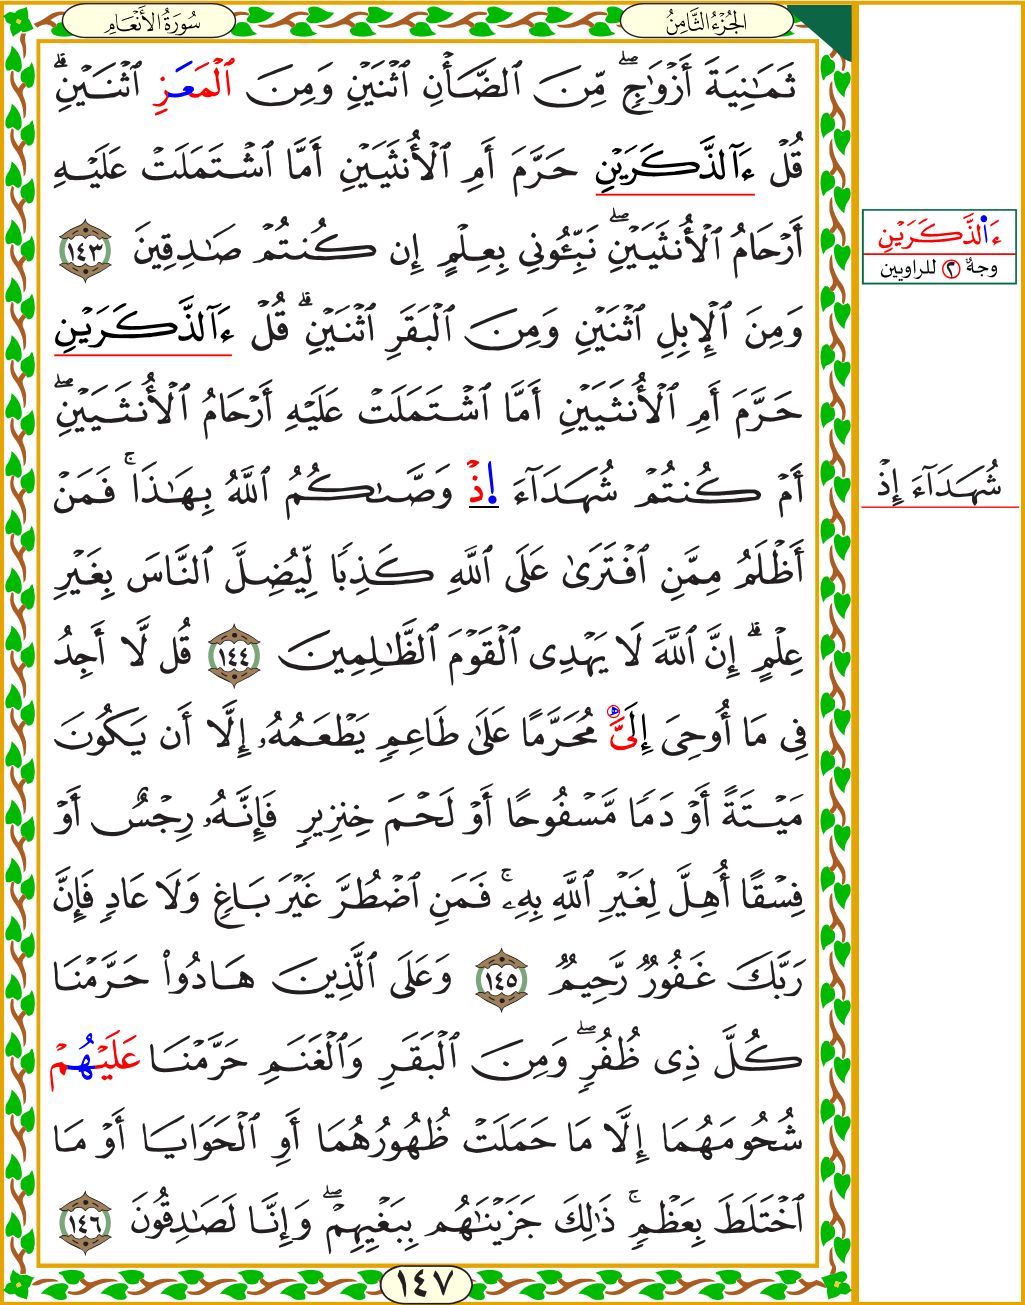 الجُزْءُ الثَّامِنُ
سُورَةُ الأَنْعَامِ
ثَمَٰنِيَةَ أَزْوَٰجٍۖ مِّنَ ٱلضَّأْنِ ٱثْنَيْنِ وَمِنَ ٱلْمَعَزِ ٱثْنَيْنِۗ
قُلْ ءَآلذَّكَرَيْنِ حَرَّمَ أَمِ ٱلْأُنثَيَيْنِ أَمَّا ٱشْتَمَلَتْ عَلَيْهِ
أَرْحَامُ ٱلْأُنثَيَيْنِۖ نَبِّـُٔونِي بِعِلْمٍ إِن كُنتُمْ صَٰدِقِينَ ١٤٣
وَمِنَ ٱلْإِبِلِ ٱثْنَيْنِ وَمِنَ ٱلْبَقَرِ ٱثْنَيْنِۗ قُلْ ءَآلذَّكَرَيْنِ
حَرَّمَ أَمِ ٱلْأُنثَيَيْنِ أَمَّا ٱشْتَمَلَتْ عَلَيْهِ أَرْحَامُ ٱلْأُنثَيَيْنِۖ
أَمْ كُنتُمْ شُهَدَآءَ ٱ۪ذْ وَصَّىٰكُمُ ٱللَّهُ بِهَٰذَاۚ فَمَنْ
أَظْلَمُ مِمَّنِ ٱفْتَرَىٰ عَلَى ٱللَّهِ كَذِبًا لِّيُضِلَّ ٱلنَّاسَ بِغَيْرِ
عِلْمٍۗ إِنَّ ٱللَّهَ لَا يَهْدِى ٱلْقَوْمَ ٱلظَّٰلِمِينَ ١٤٤ قُل لَّا أَجِدُ
فِي مَا أُوحِىَ إِلَىَّ مُحَرَّمًا عَلَىٰ طَاعِمٍ يَطْعَمُهُۥ إِلَّا أَن يَكُونَ
مَيْتَةً أَوْ دَمًا مَّسْفُوحًا أَوْ لَحْمَ خِنزِيرٍ فَإِنَّهُۥ رِجْسٌ أَوْ
فِسْقًا أُهِلَّ لِغَيْرِ ٱللَّهِ بِهِۦۚ فَمَنِ ٱضْطُرَّ غَيْرَ بَاغٍ وَلَا عَادٍ فَإِنَّ
رَبَّكَ غَفُورٌ رَّحِيمٌ ١٤٥ وَعَلَى ٱلَّذِينَ هَادُواْ حَرَّمْنَا
كُلَّ ذِى ظُفُرٍۖ وَمِنَ ٱلْبَقَرِ وَٱلْغَنَمِ حَرَّمْنَا عَلَيْهُمْ
شُحُومَهُمَا إِلَّا مَا حَمَلَتْ ظُهُورُهُمَا أَوِ ٱلْحَوَايَا أَوْ مَا
ٱخْتَلَطَ بِعَظْمٍۚ ذَٰلِكَ جَزَيْنَٰهُم بِبَغْيِهِمْۖ وَإِنَّا لَصَٰدِقُونَ ١٤٦
١٤٧
ءَا۬لذَّكَرَيْنِ
وجهٌ ٢ للراويين
شُهَدَآءَ إِذْ